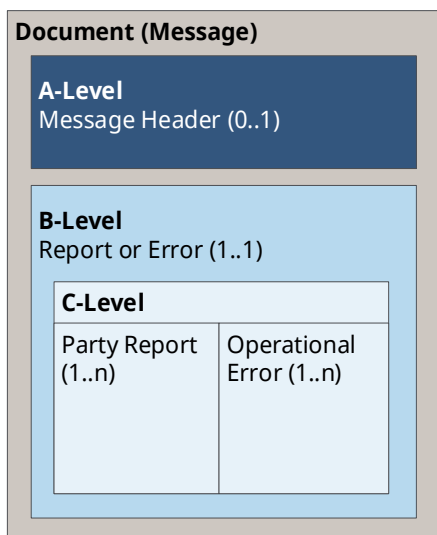 Document (Message)
A-Level
Message Header (0..1)
B-Level
Report or Error (1..1)
C-Level
Party Report
(1..n)
Operational
Error (1..n)